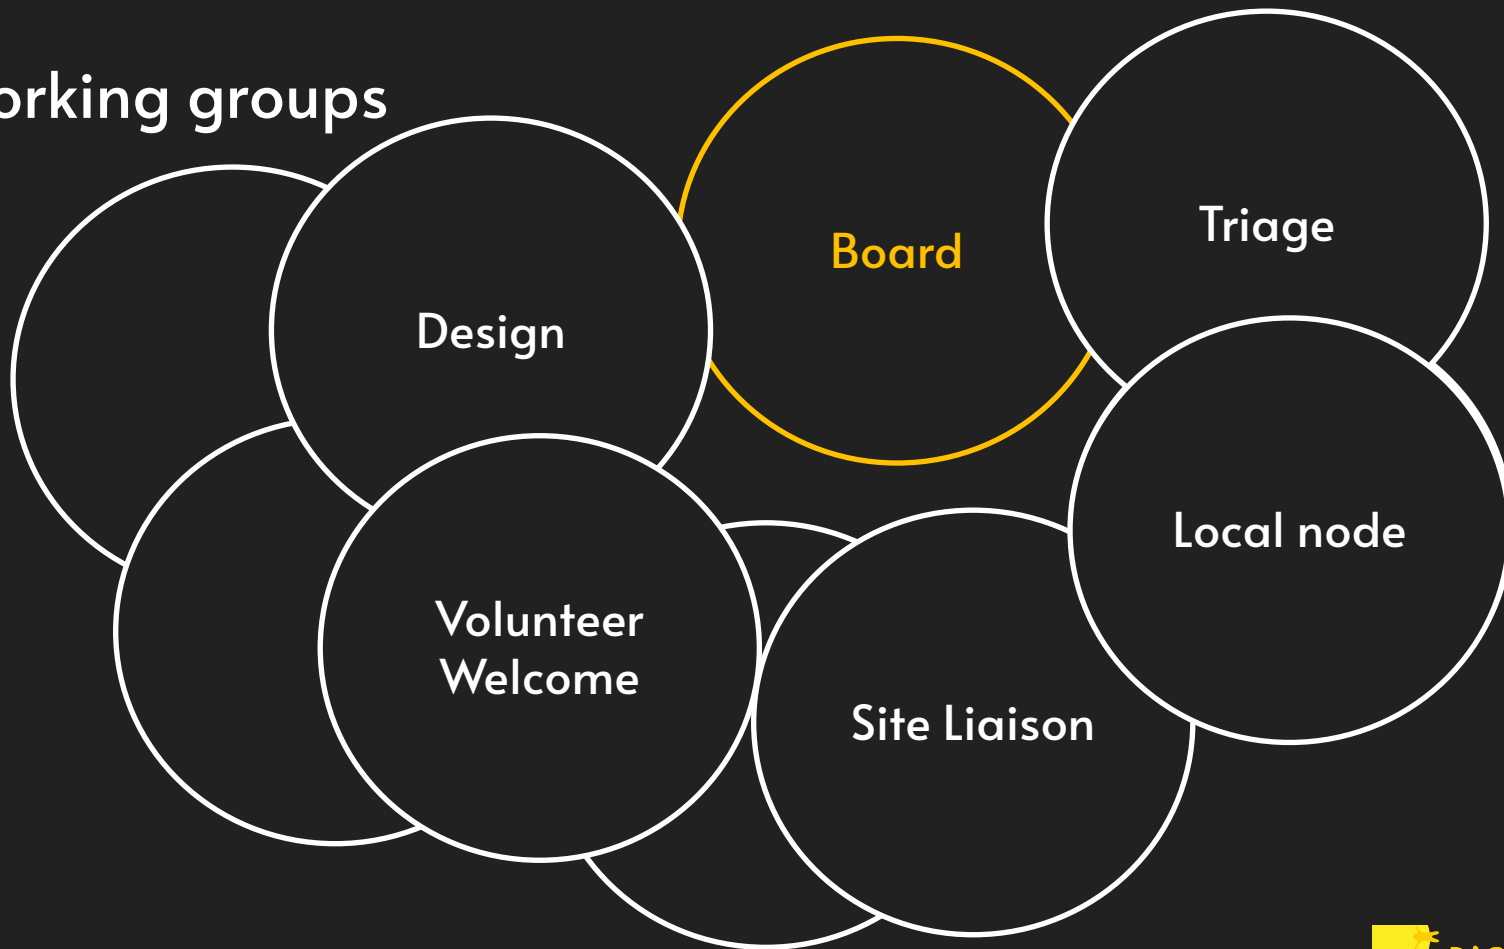 orking groups
Board
Triage
Design
Local node
Volunteer
Welcome
Site Liaison